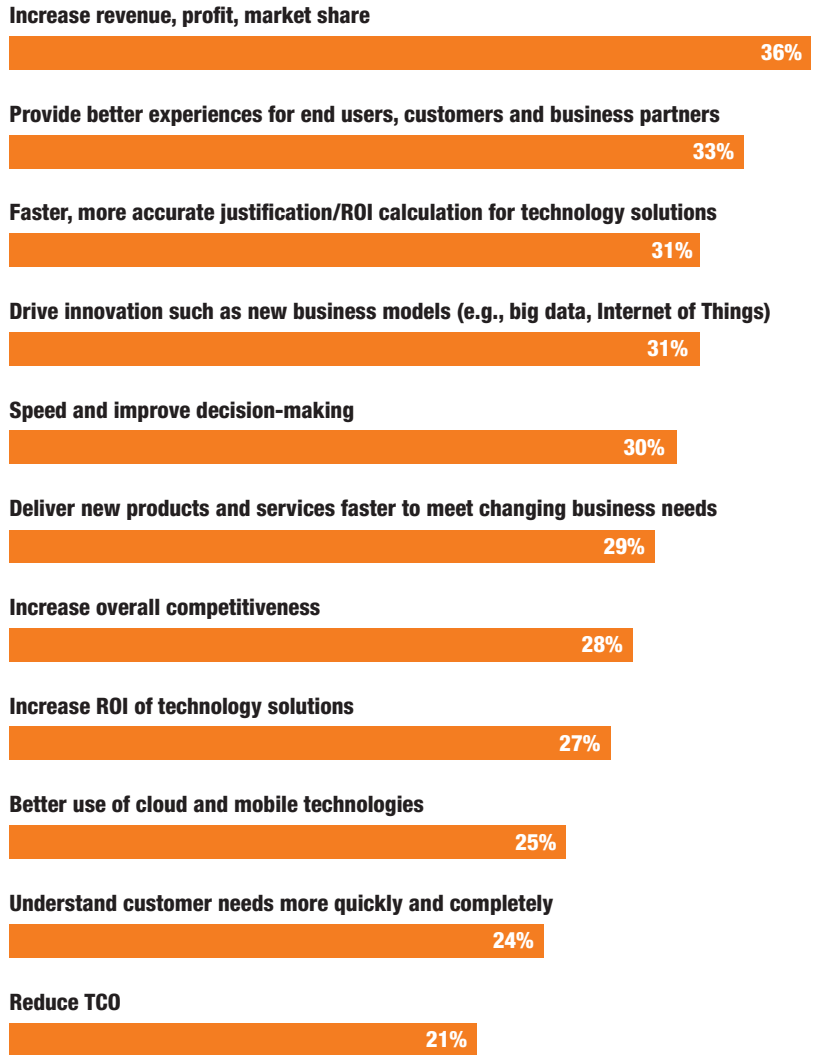 Increase revenue, profit, market share
36%
Provide better experiences for end users, customers and business partners
33%
Faster, more accurate justification/ROI calculation for technology solutions
31%
Drive innovation such as new business models (e.g., big data, Internet of Things)
31%
Speed and improve decision-making
30%
Deliver new products and services faster to meet changing business needs
29%
Increase overall competitiveness
28%
Increase ROI of technology solutions
27%
Better use of cloud and mobile technologies
25%
Understand customer needs more quickly and completely
24%
Reduce TCO
21%